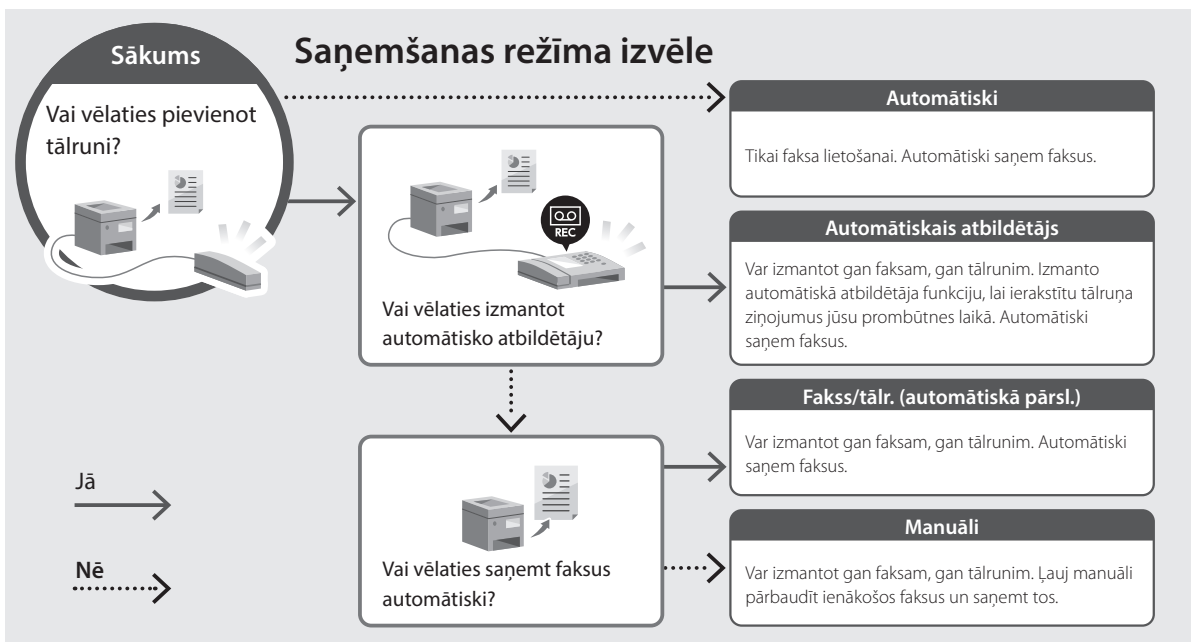 Saņemšanas režīma izvēle
Sākums
Vai vēlaties pievienot
tālruni?
REC
Vai vēlaties izmantot
automātisko atbildētāju?
Vai vēlaties saņemt faksus
automātiski?
Automātiski
Tikai faksa lietošanai. Automātiski saņem faksus.
Automātiskais atbildētājs
Var izmantot gan faksam, gan tālrunim. Izmanto
automātiskā atbildētāja funkciju, lai ierakstītu tālruņa
ziņojumus jūsu prombūtnes laikā. Automātiski
saņem faksus.
Fakss/tālr. (automātiskā pārsl.)
Var izmantot gan faksam, gan tālrunim. Automātiski
saņem faksus.
Manuāli
Var izmantot gan faksam, gan tālrunim. Ļauj manuāli
pārbaudīt ienākošos faksus un saņemt tos.
Jā
Nē